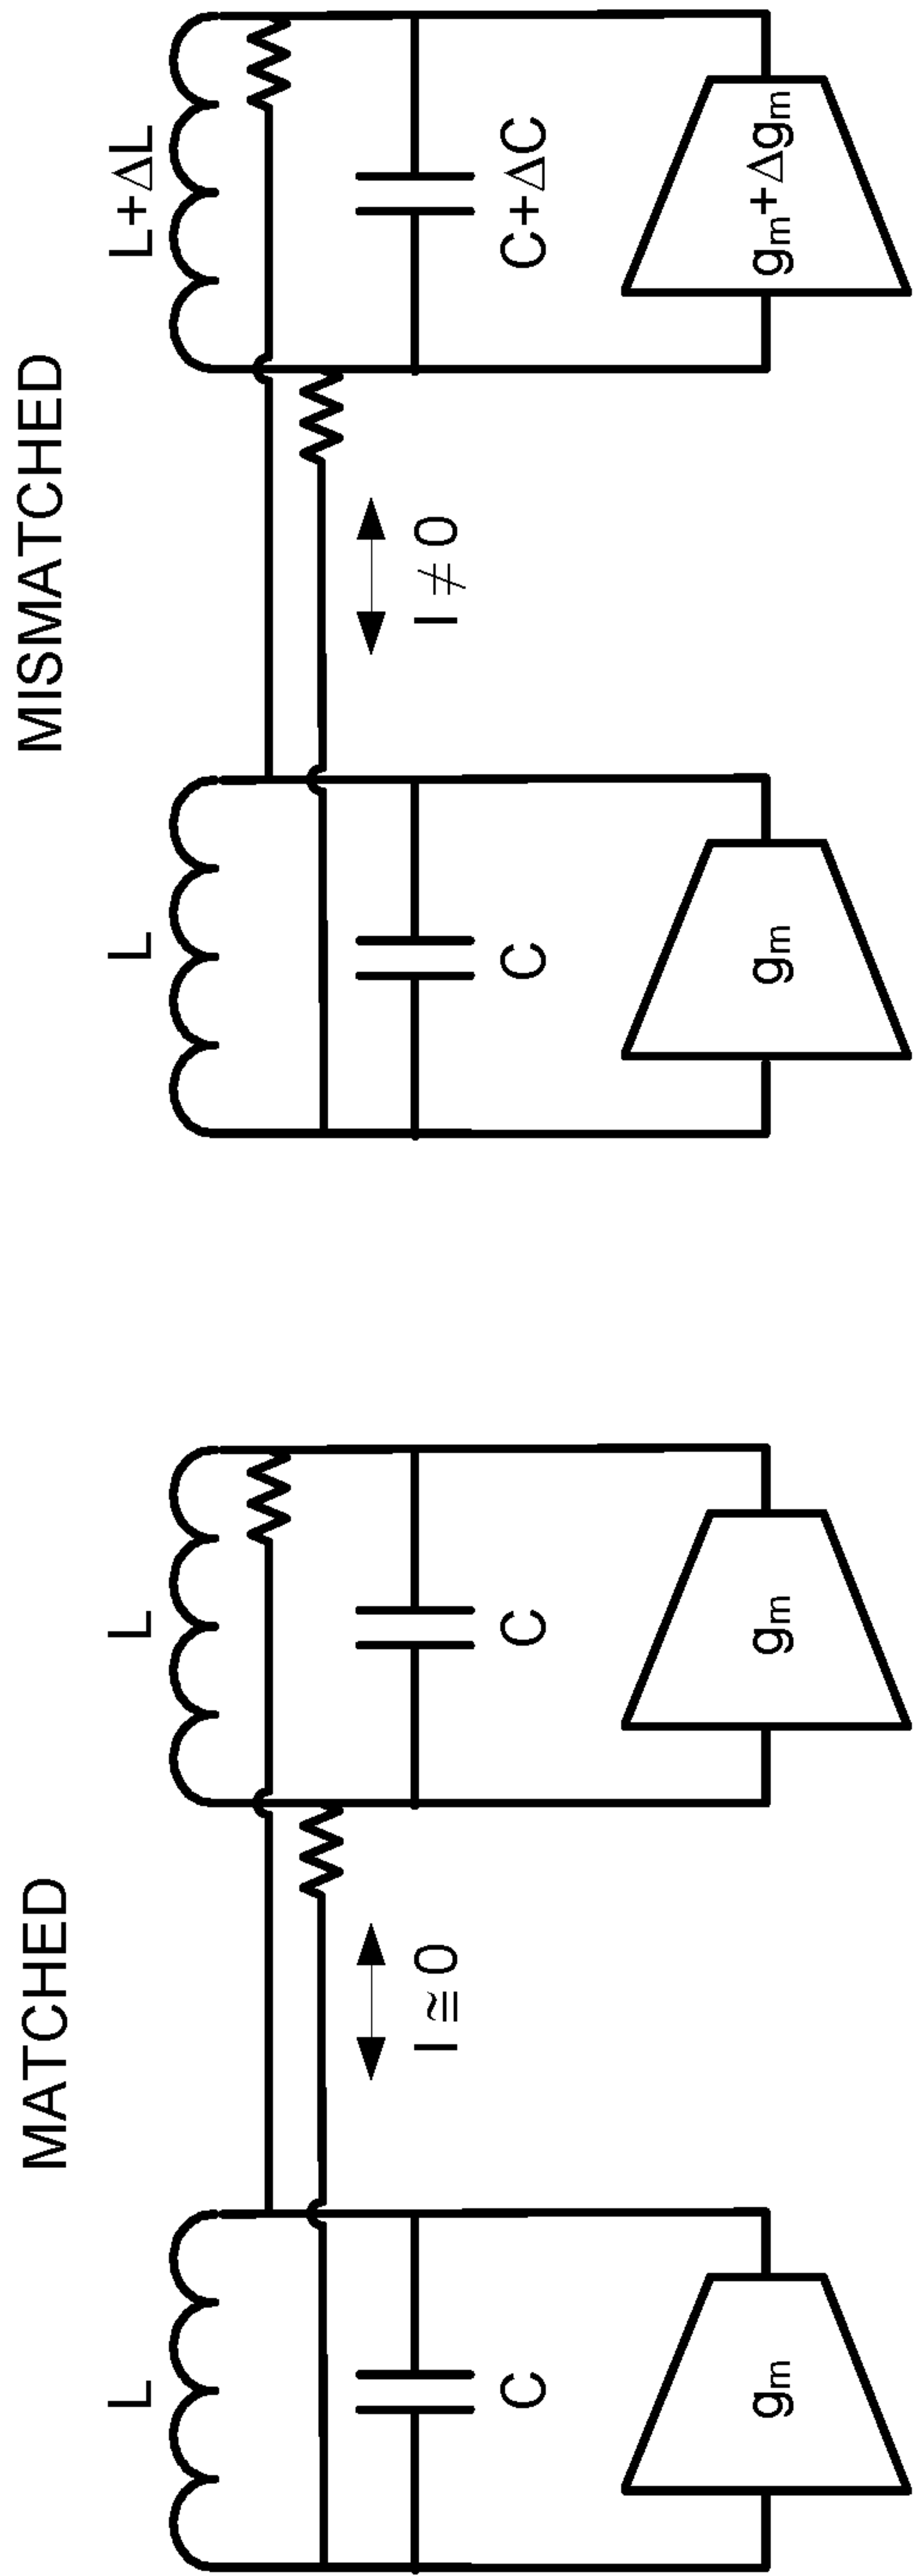 MATCHED
L
L
I ≅ 0
C
C
gm
gm
MISMATCHED
L
L+ΔL
I ≠ 0
C
C+ΔC
gm
gm+Δgm